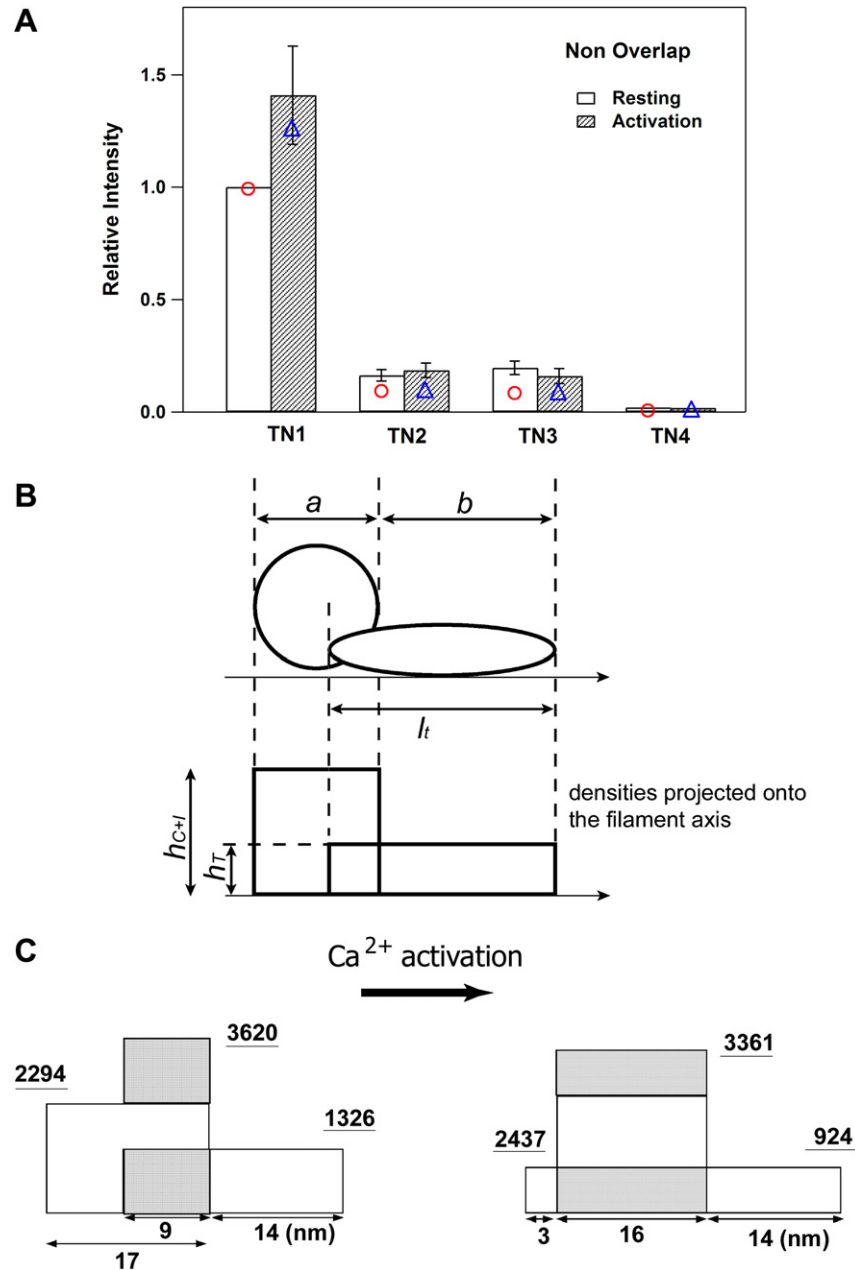 A
Non Overlap
Resting
Activation
Relative Intensity
1.5
1.0
0.5
0.0
TN1 TN2 TN3 TN4
B
a b
lt
hC+I
hT
densities projected onto
the filament axis
C
Ca2+ activation
2294 3620 1326
9 14 (nm)
17
2437 3361 924
3 16 14 (nm)